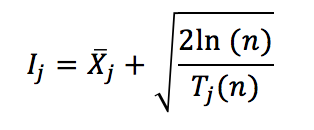 I_j = X̄_j + √(2ln (n) / T_j(n))